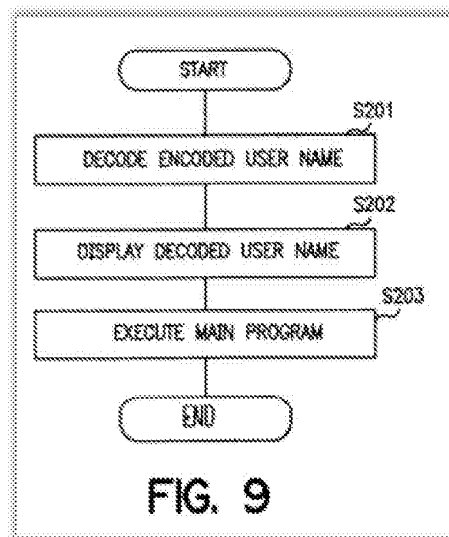 START
S201
DECODE ENCODED USER NAME
S202
DISPLAY DECODED USER NAME
S203
EXECUTE MAIN PROGRAM
END
FIG. 9